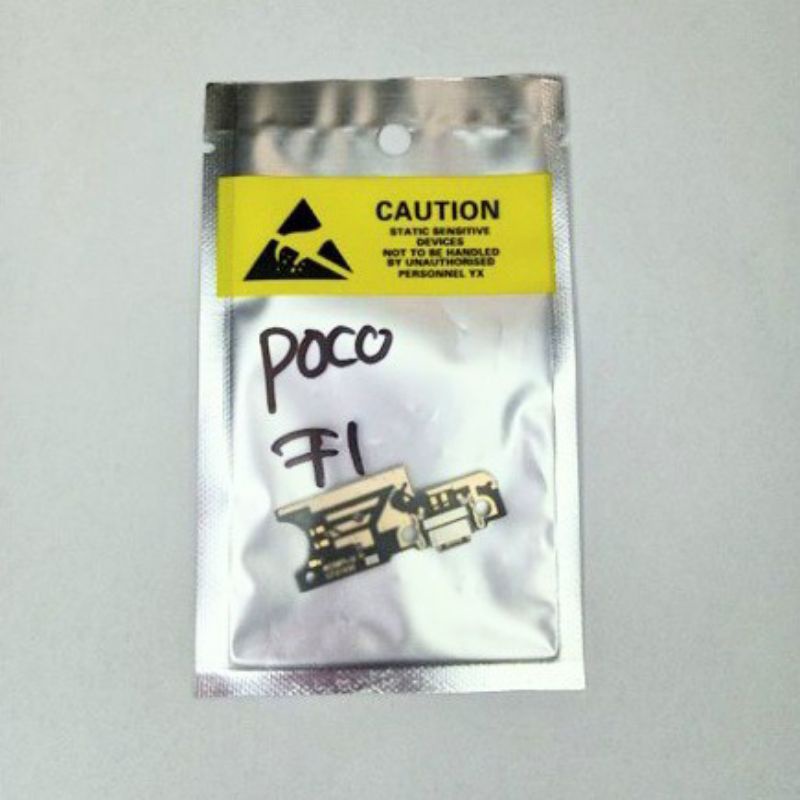 CAUTION
STATIC SENSITIVE
DEVICES
NOT TO BE HANDLED
BY UNAUTHORISED
PERSONNEL YX
POCO
F1